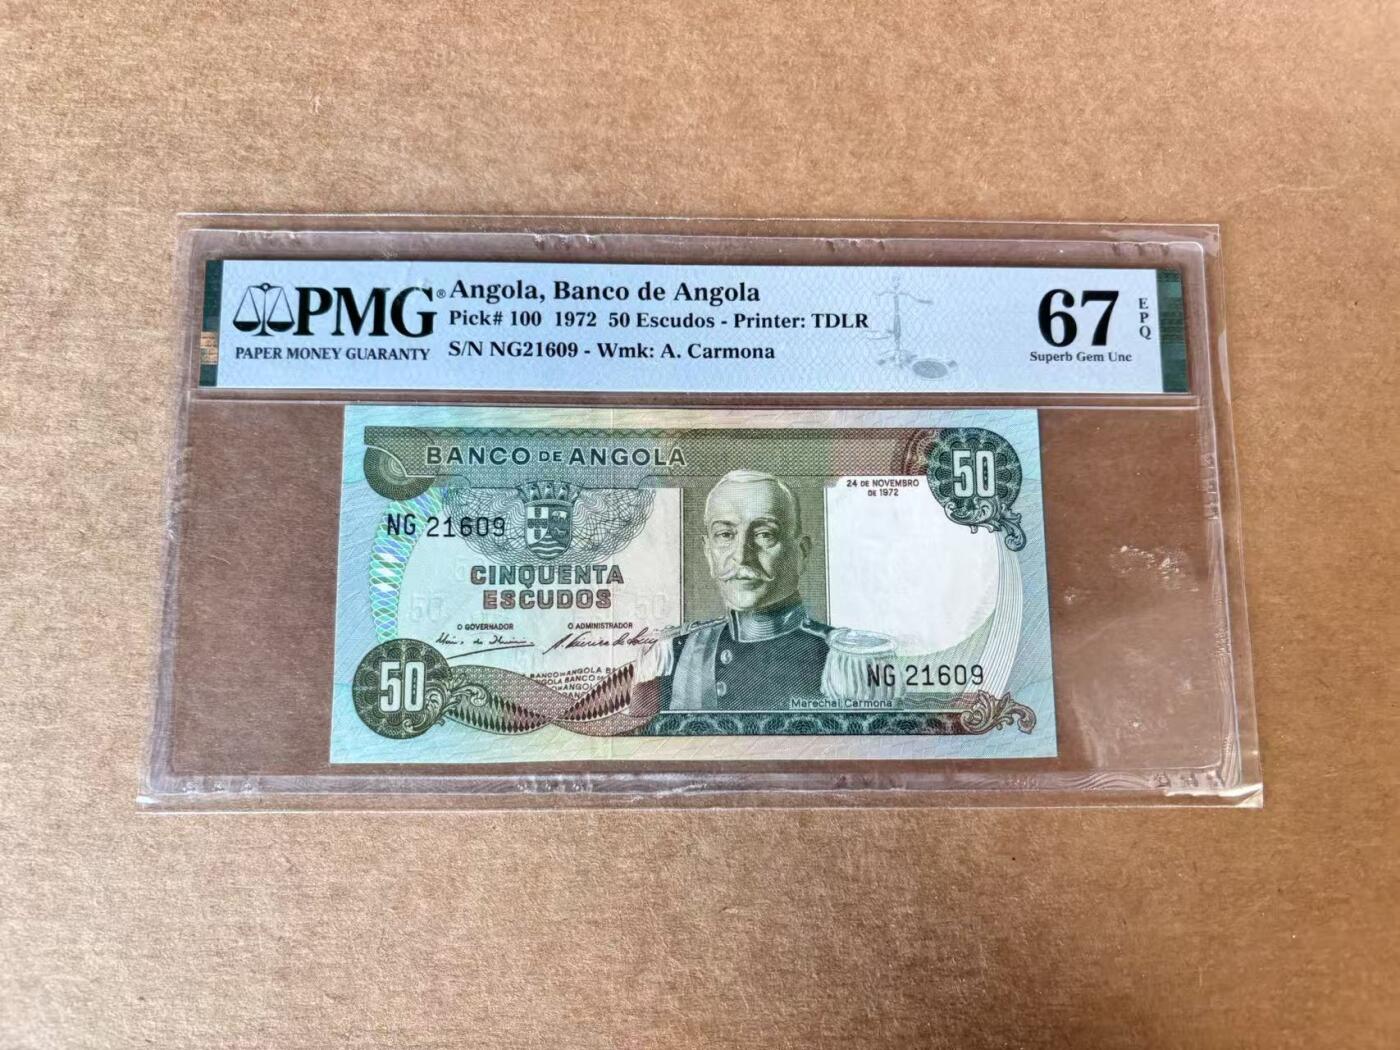 PMG®
PAPER MONEY GUARANTY
Angola, Banco de Angola
Pick# 100 1972 50 Escudos - Printer: TDLR
S/N NG21609 - Wmk: A. Carmona
67
EPQ
Superb Gem Unc
BANCO DE ANGOLA
24 DE NOVEMBRO
DE 1972
50
NG 21609
CINQUENTA
ESCUDOS
O GOVERNADOR
O ADMINISTRADOR
50
NG 21609
Marechal Carmona